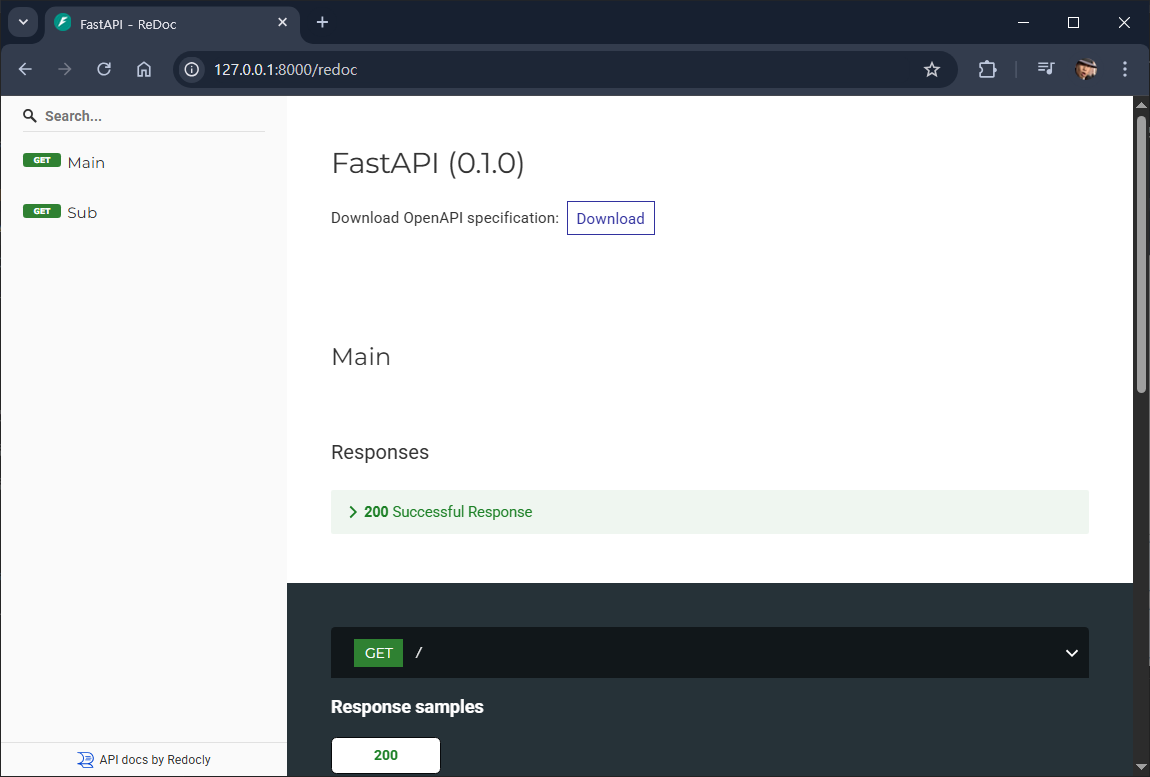 FastAPI - ReDoc
127.0.0.1:8000/redoc
Search...
GET Main
GET Sub
API docs by Redocly
FastAPI (0.1.0)
Download OpenAPI specification: Download
Main
Responses
200 Successful Response
GET /
Response samples
200